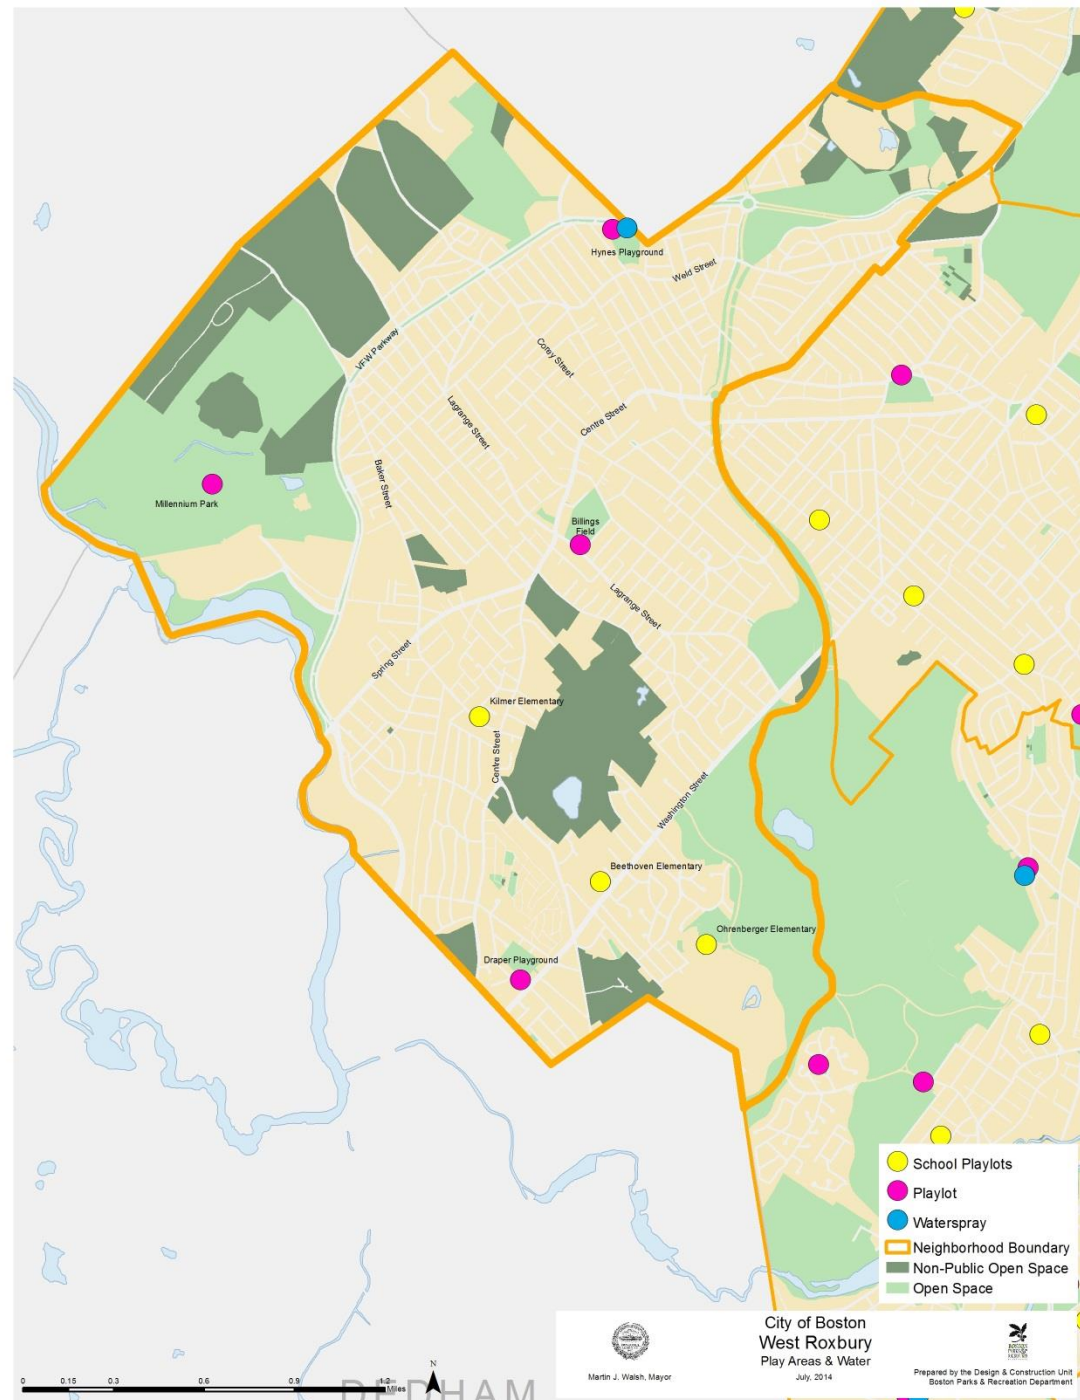 Hynes Playground
Weld Street
VFW Parkway
Corey Street
Lagrange Street
Centre Street
Baker Street
Millennium Park
Billings
Field
Lagrange Street
Spring Street
Kilmer Elementary
Centre Street
Washington Street
Beethoven Elementary
Ohrenberger Elementary
Draper Playground
School Playlots
Playlot
Waterspray
Neighborhood Boundary
Non-Public Open Space
Open Space
City of Boston
West Roxbury
Play Areas & Water
July, 2014
Martin J. Walsh, Mayor
Prepared by the Design & Construction Unit
Boston Parks & Recreation Department
0 0.15 0.3 0.6 0.9 1.2
Miles
N
DEDHAM